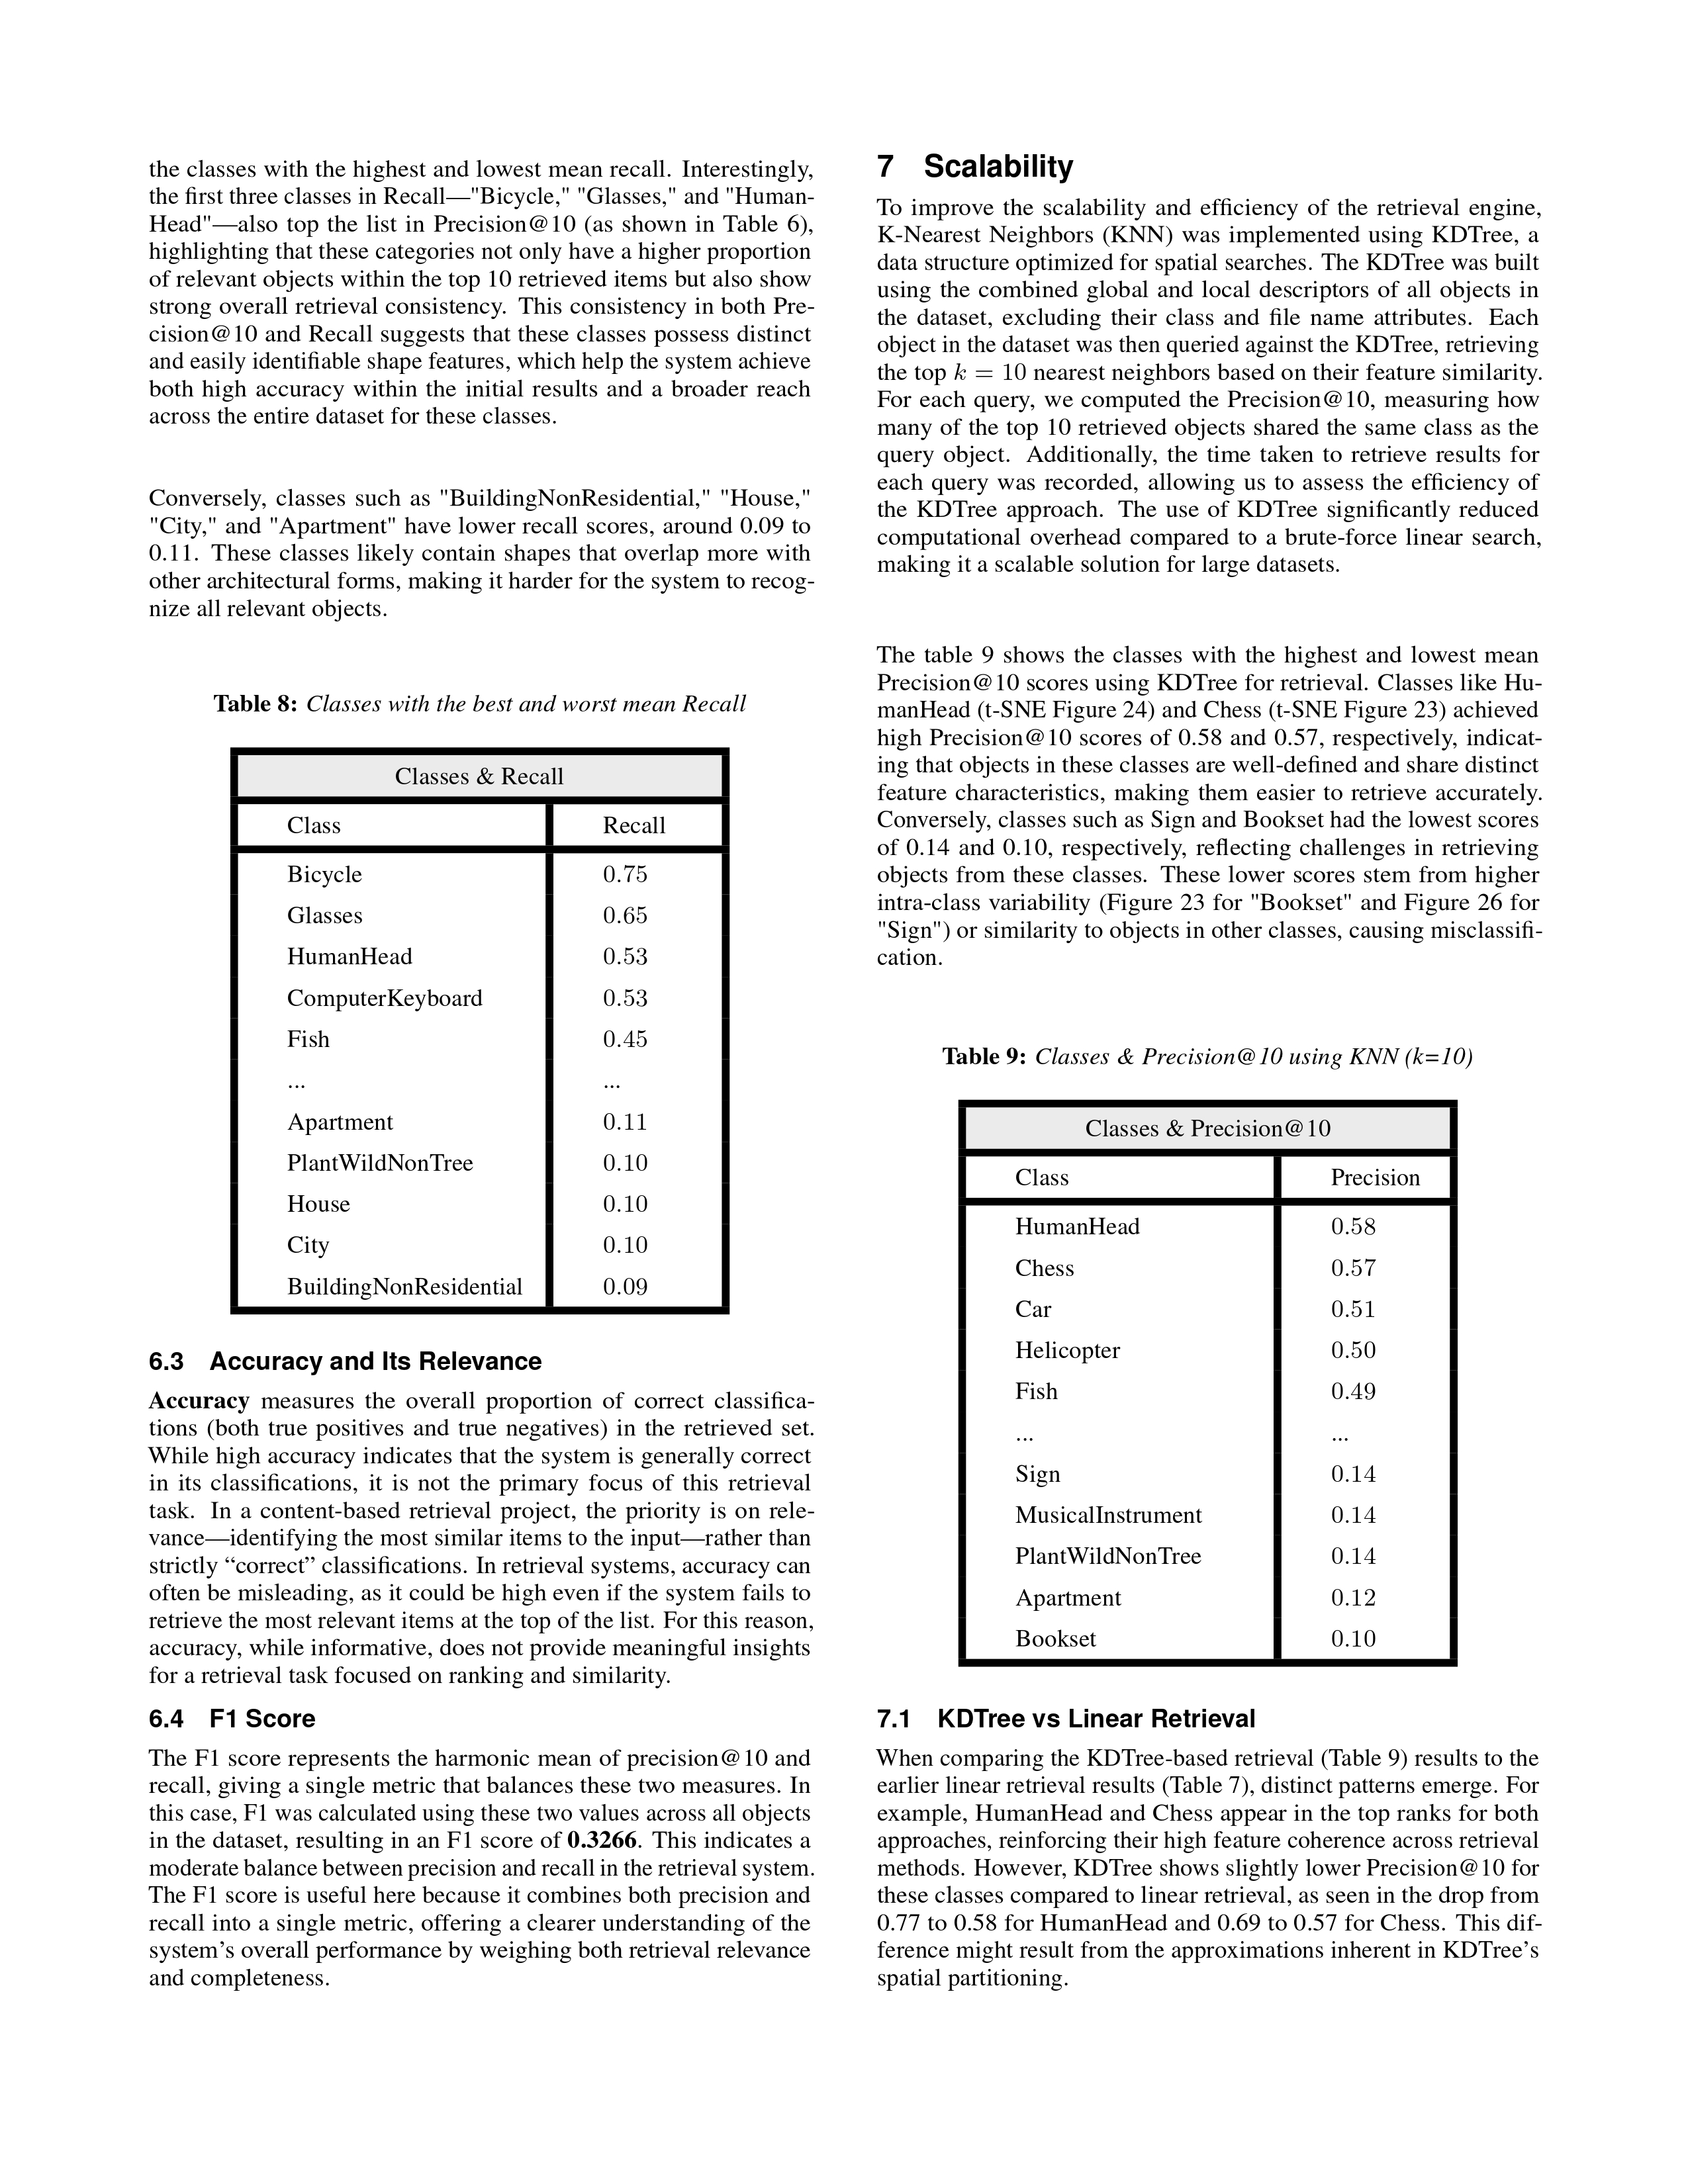 the classes with the highest and lowest mean recall. Interestingly,
the first three classes in Recall—"Bicycle," "Glasses," and "Human-
Head"—also top the list in Precision@10 (as shown in Table 6),
highlighting that these categories not only have a higher proportion
of relevant objects within the top 10 retrieved items but also show
strong overall retrieval consistency. This consistency in both Pre-
cision@10 and Recall suggests that these classes possess distinct
and easily identifiable shape features, which help the system achieve
both high accuracy within the initial results and a broader reach
across the entire dataset for these classes.
Conversely, classes such as "BuildingNonResidential," "House,"
"City," and "Apartment" have lower recall scores, around 0.09 to
0.11. These classes likely contain shapes that overlap more with
other architectural forms, making it harder for the system to recog-
nize all relevant objects.
Table 8: Classes with the best and worst mean Recall
Classes & Recall
Class Recall
Bicycle 0.75
Glasses 0.65
HumanHead 0.53
ComputerKeyboard 0.53
Fish 0.45
... ...
Apartment 0.11
PlantWildNonTree 0.10
House 0.10
City 0.10
BuildingNonResidential 0.09
6.3 Accuracy and Its Relevance
Accuracy measures the overall proportion of correct classifica-
tions (both true positives and true negatives) in the retrieved set.
While high accuracy indicates that the system is generally correct
in its classifications, it is not the primary focus of this retrieval
task. In a content-based retrieval project, the priority is on rele-
vance—identifying the most similar items to the input—rather than
strictly “correct” classifications. In retrieval systems, accuracy can
often be misleading, as it could be high even if the system fails to
retrieve the most relevant items at the top of the list. For this reason,
accuracy, while informative, does not provide meaningful insights
for a retrieval task focused on ranking and similarity.
6.4 F1 Score
The F1 score represents the harmonic mean of precision@10 and
recall, giving a single metric that balances these two measures. In
this case, F1 was calculated using these two values across all objects
in the dataset, resulting in an F1 score of 0.3266. This indicates a
moderate balance between precision and recall in the retrieval system.
The F1 score is useful here because it combines both precision and
recall into a single metric, offering a clearer understanding of the
system's overall performance by weighing both retrieval relevance
and completeness.
7 Scalability
To improve the scalability and efficiency of the retrieval engine,
K-Nearest Neighbors (KNN) was implemented using KDTree, a
data structure optimized for spatial searches. The KDTree was built
using the combined global and local descriptors of all objects in
the dataset, excluding their class and file name attributes. Each
object in the dataset was then queried against the KDTree, retrieving
the top k = 10 nearest neighbors based on their feature similarity.
For each query, we computed the Precision@10, measuring how
many of the top 10 retrieved objects shared the same class as the
query object. Additionally, the time taken to retrieve results for
each query was recorded, allowing us to assess the efficiency of
the KDTree approach. The use of KDTree significantly reduced
computational overhead compared to a brute-force linear search,
making it a scalable solution for large datasets.
The table 9 shows the classes with the highest and lowest mean
Precision@10 scores using KDTree for retrieval. Classes like Hu-
manHead (t-SNE Figure 24) and Chess (t-SNE Figure 23) achieved
high Precision@10 scores of 0.58 and 0.57, respectively, indicat-
ing that objects in these classes are well-defined and share distinct
feature characteristics, making them easier to retrieve accurately.
Conversely, classes such as Sign and Bookset had the lowest scores
of 0.14 and 0.10, respectively, reflecting challenges in retrieving
objects from these classes. These lower scores stem from higher
intra-class variability (Figure 23 for "Bookset" and Figure 26 for
"Sign") or similarity to objects in other classes, causing misclassifi-
cation.
Table 9: Classes & Precision@10 using KNN (k=10)
Classes & Precision@10
Class Precision
HumanHead 0.58
Chess 0.57
Car 0.51
Helicopter 0.50
Fish 0.49
... ...
Sign 0.14
MusicalInstrument 0.14
PlantWildNonTree 0.14
Apartment 0.12
Bookset 0.10
7.1 KDTree vs Linear Retrieval
When comparing the KDTree-based retrieval (Table 9) results to the
earlier linear retrieval results (Table 7), distinct patterns emerge. For
example, HumanHead and Chess appear in the top ranks for both
approaches, reinforcing their high feature coherence across retrieval
methods. However, KDTree shows slightly lower Precision@10 for
these classes compared to linear retrieval, as seen in the drop from
0.77 to 0.58 for HumanHead and 0.69 to 0.57 for Chess. This dif-
ference might result from the approximations inherent in KDTree's
spatial partitioning.